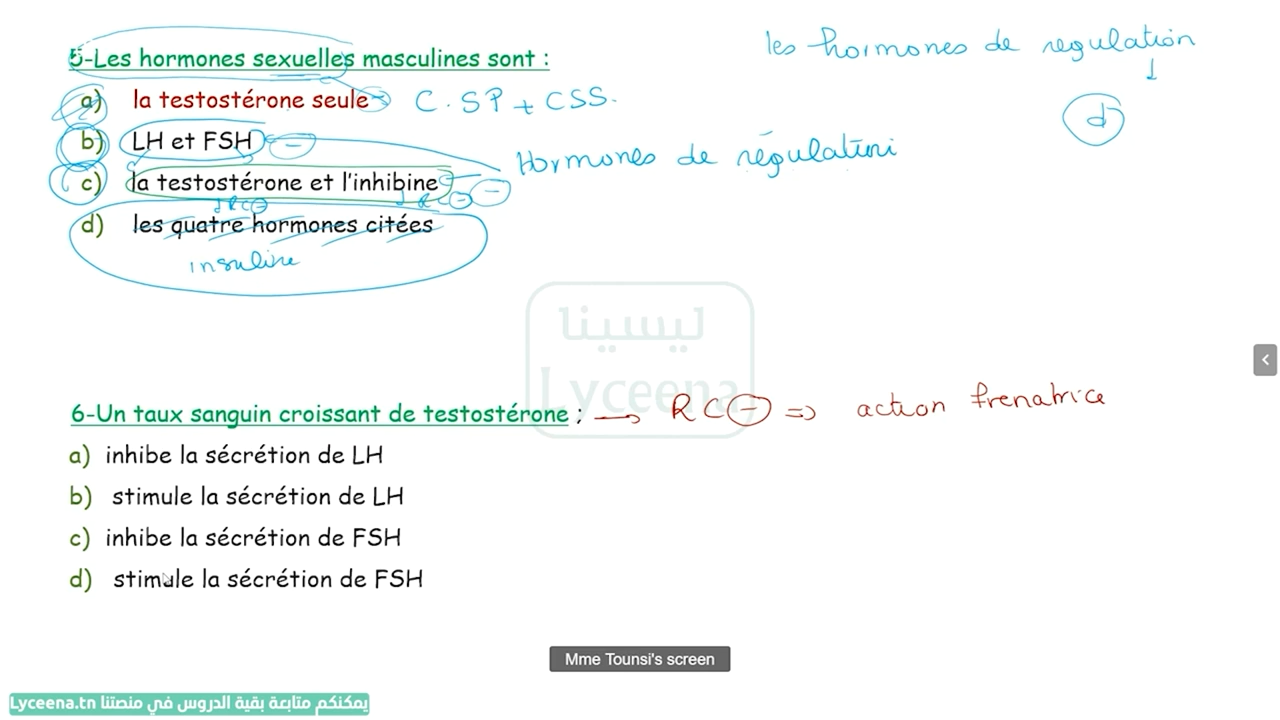 les hormones de regulation
↓
d
5-Les hormones sexuelles masculines sont :
a) la testostérone seule → C.SP + CSS.
b) LH et FSH -
Hormones de régulation
c) la testostérone et l'inhibine -
↓RC- ↓RC-
d) les quatre hormones citées
insuline
ليسينا
Lyceena
6-Un taux sanguin croissant de testostérone ; → RC- ⇒ action frenatrice
a) inhibe la sécrétion de LH
b) stimule la sécrétion de LH
c) inhibe la sécrétion de FSH
d) stimule la sécrétion de FSH
Mme Tounsi's screen
يمكنكم متابعة بقية الدروس في منصتنا Lyceena.tn